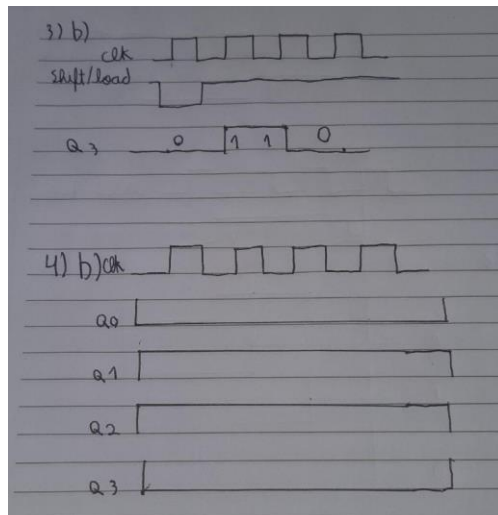 3) b)
clk
shift/load
Q3 0 1 1 0
4) b) clk
Q0
Q1
Q2
Q3